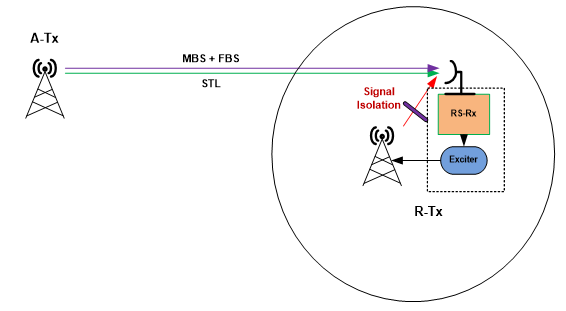 A-Tx
MBS + FBS
STL
Signal
Isolation
RS-Rx
Exciter
R-Tx